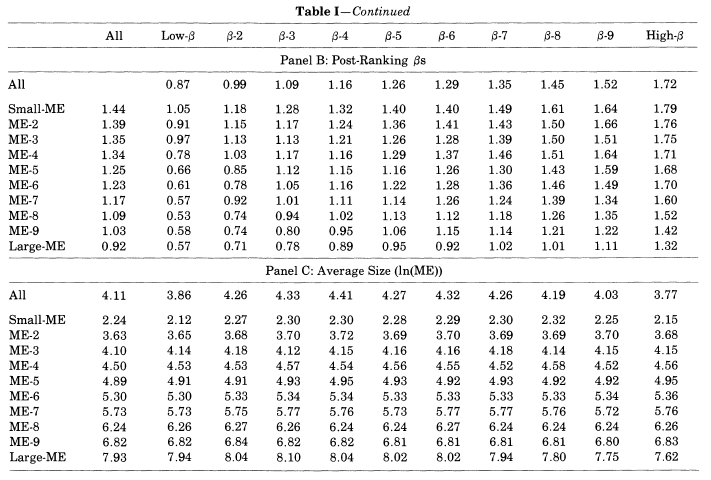 Table I—Continued
All Low-β β-2 β-3 β-4 β-5 β-6 β-7 β-8 β-9 High-β
Panel B: Post-Ranking βs
All 0.87 0.99 1.09 1.16 1.26 1.29 1.35 1.45 1.52 1.72
Small-ME 1.44 1.05 1.18 1.28 1.32 1.40 1.40 1.49 1.61 1.64 1.79
ME-2 1.39 0.91 1.15 1.17 1.24 1.36 1.41 1.43 1.50 1.66 1.76
ME-3 1.35 0.97 1.13 1.13 1.21 1.26 1.28 1.39 1.50 1.51 1.75
ME-4 1.34 0.78 1.03 1.17 1.16 1.29 1.37 1.46 1.51 1.64 1.71
ME-5 1.25 0.66 0.85 1.12 1.15 1.16 1.26 1.30 1.43 1.59 1.68
ME-6 1.23 0.61 0.78 1.05 1.16 1.22 1.28 1.36 1.46 1.49 1.70
ME-7 1.17 0.57 0.92 1.01 1.11 1.14 1.26 1.24 1.39 1.34 1.60
ME-8 1.09 0.53 0.74 0.94 1.02 1.13 1.12 1.18 1.26 1.35 1.52
ME-9 1.03 0.58 0.74 0.80 0.95 1.06 1.15 1.14 1.21 1.22 1.42
Large-ME 0.92 0.57 0.71 0.78 0.89 0.95 0.92 1.02 1.01 1.11 1.32
Panel C: Average Size (ln(ME))
All 4.11 3.86 4.26 4.33 4.41 4.27 4.32 4.26 4.19 4.03 3.77
Small-ME 2.24 2.12 2.27 2.30 2.30 2.28 2.29 2.30 2.32 2.25 2.15
ME-2 3.63 3.65 3.68 3.70 3.72 3.69 3.70 3.69 3.69 3.70 3.68
ME-3 4.10 4.14 4.18 4.12 4.15 4.16 4.16 4.18 4.14 4.15 4.15
ME-4 4.50 4.53 4.53 4.57 4.54 4.56 4.55 4.52 4.58 4.52 4.56
ME-5 4.89 4.91 4.91 4.93 4.95 4.93 4.92 4.93 4.92 4.92 4.95
ME-6 5.30 5.30 5.33 5.34 5.34 5.33 5.33 5.33 5.33 5.34 5.36
ME-7 5.73 5.73 5.75 5.77 5.76 5.73 5.77 5.77 5.76 5.72 5.76
ME-8 6.24 6.26 6.27 6.26 6.24 6.24 6.27 6.24 6.24 6.24 6.26
ME-9 6.82 6.82 6.84 6.82 6.82 6.81 6.81 6.81 6.81 6.80 6.83
Large-ME 7.93 7.94 8.04 8.10 8.04 8.02 8.02 7.94 7.80 7.75 7.62